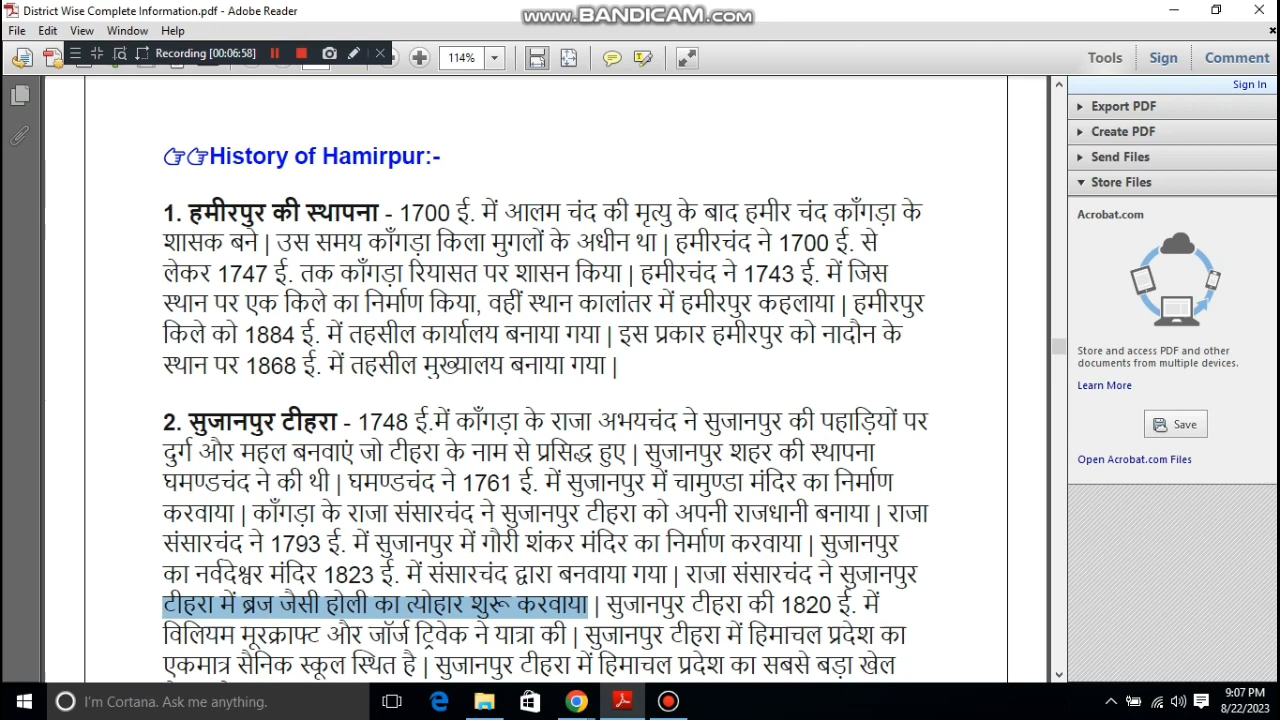 District Wise Complete Information.pdf - Adobe Reader
www.BANDICAM.com
File Edit View Window Help
Recording [00:06:58]
114%
Tools Sign Comment
Sign In
Export PDF
Create PDF
Send Files
Store Files
Acrobat.com
Store and access PDF and other
documents from multiple devices.
Learn More
Save
Open Acrobat.com Files
👉👉History of Hamirpur:-
1. हमीरपुर की स्थापना - 1700 ई. में आलम चंद की मृत्यु के बाद हमीर चंद काँगड़ा के
शासक बने | उस समय काँगड़ा किला मुगलों के अधीन था | हमीरचंद ने 1700 ई. से
लेकर 1747 ई. तक काँगड़ा रियासत पर शासन किया | हमीरचंद ने 1743 ई. में जिस
स्थान पर एक किले का निर्माण किया, वहीं स्थान कालांतर में हमीरपुर कहलाया | हमीरपुर
किले को 1884 ई. में तहसील कार्यालय बनाया गया | इस प्रकार हमीरपुर को नादौन के
स्थान पर 1868 ई. में तहसील मुख्यालय बनाया गया |
2. सुजानपुर टीहरा - 1748 ई.में काँगड़ा के राजा अभयचंद ने सुजानपुर की पहाड़ियों पर
दुर्ग और महल बनवाएं जो टीहरा के नाम से प्रसिद्ध हुए | सुजानपुर शहर की स्थापना
घमण्डचंद ने की थी | घमण्डचंद ने 1761 ई. में सुजानपुर में चामुण्डा मंदिर का निर्माण
करवाया | काँगड़ा के राजा संसारचंद ने सुजानपुर टीहरा को अपनी राजधानी बनाया | राजा
संसारचंद ने 1793 ई. में सुजानपुर में गौरी शंकर मंदिर का निर्माण करवाया | सुजानपुर
का नर्वदेश्वर मंदिर 1823 ई. में संसारचंद द्वारा बनवाया गया | राजा संसारचंद ने सुजानपुर
टीहरा में ब्रज जैसी होली का त्योहार शुरू करवाया | सुजानपुर टीहरा की 1820 ई. में
विलियम मूरक्राफ्ट और जॉर्ज ट्रिवेक ने यात्रा की | सुजानपुर टीहरा में हिमाचल प्रदेश का
एकमात्र सैनिक स्कूल स्थित है | सुजानपुर टीहरा में हिमाचल प्रदेश का सबसे बड़ा खेल
I'm Cortana. Ask me anything.
9:07 PM
8/22/2023